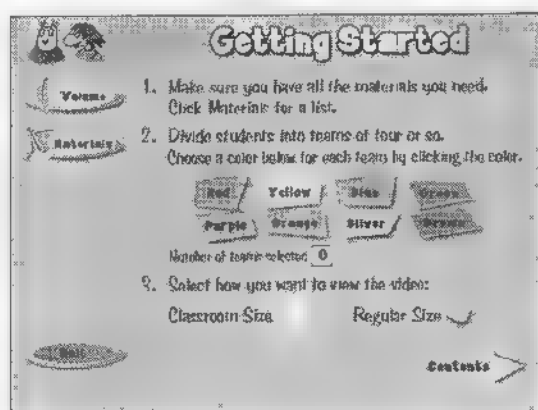 Getting Started
Volume
Materials
1. Make sure you have all the materials you need.
Click Materials for a list.
2. Divide students into teams of four or so.
Choose a color below for each team by clicking the color.
Red Yellow Blue Green
Purple Orange Silver Brown
Number of teams selected 0
3. Select how you want to view the video:
Classroom Size Regular Size
Quit
Contents